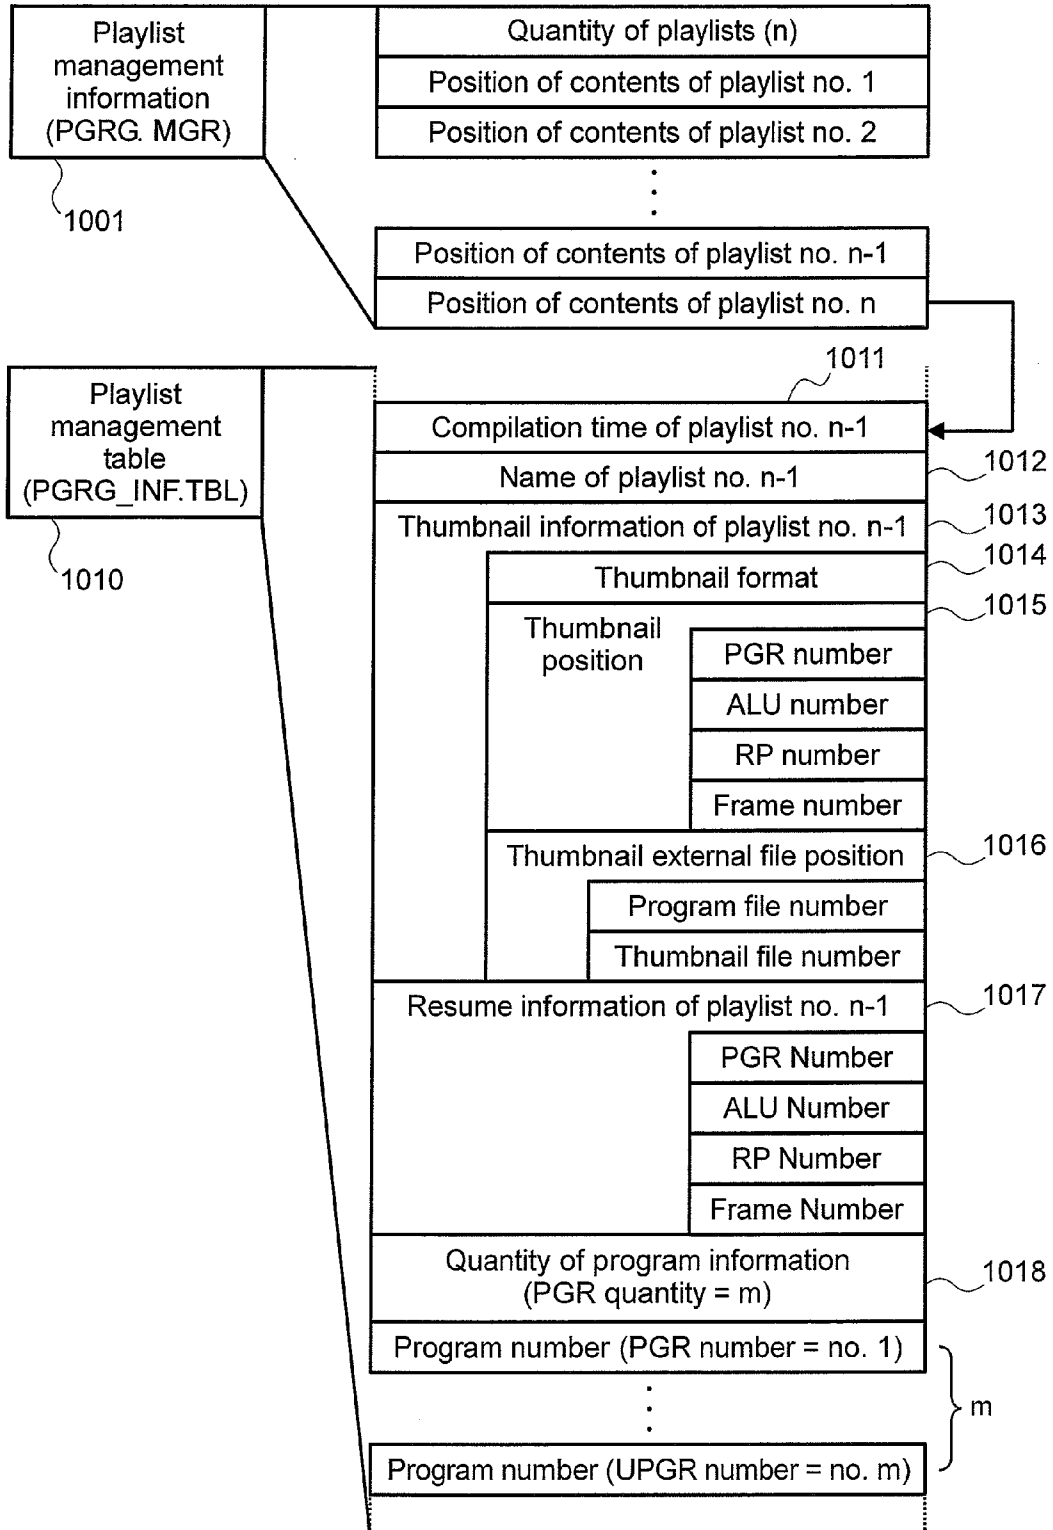 Playlist
management
information
(PGRG. MGR)
1001
Quantity of playlists (n)
Position of contents of playlist no. 1
Position of contents of playlist no. 2
Position of contents of playlist no. n-1
Position of contents of playlist no. n
Playlist
management
table
(PGRG_INF.TBL)
1010
1011
Compilation time of playlist no. n-1
Name of playlist no. n-1
1012
Thumbnail information of playlist no. n-1
1013
Thumbnail format
1014
Thumbnail
position
1015
PGR number
ALU number
RP number
Frame number
Thumbnail external file position
1016
Program file number
Thumbnail file number
Resume information of playlist no. n-1
1017
PGR Number
ALU Number
RP Number
Frame Number
Quantity of program information
(PGR quantity = m)
1018
Program number (PGR number = no. 1)
m
Program number (UPGR number = no. m)